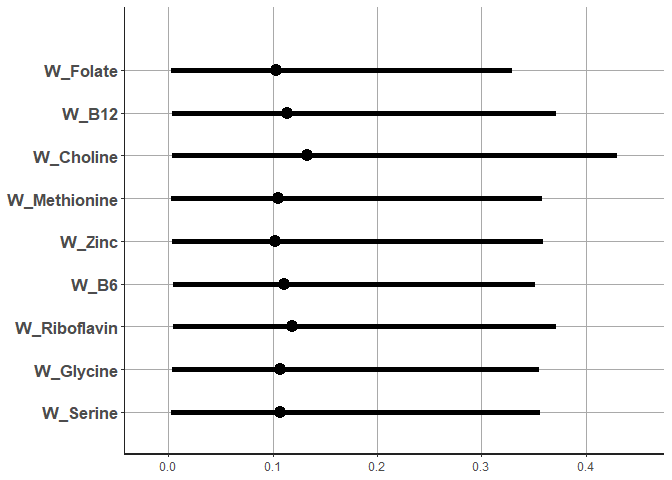 W_Folate
W_B12
W_Choline
W_Methionine
W_Zinc
W_B6
W_Riboflavin
W_Glycine
W_Serine
0.0 0.1 0.2 0.3 0.4